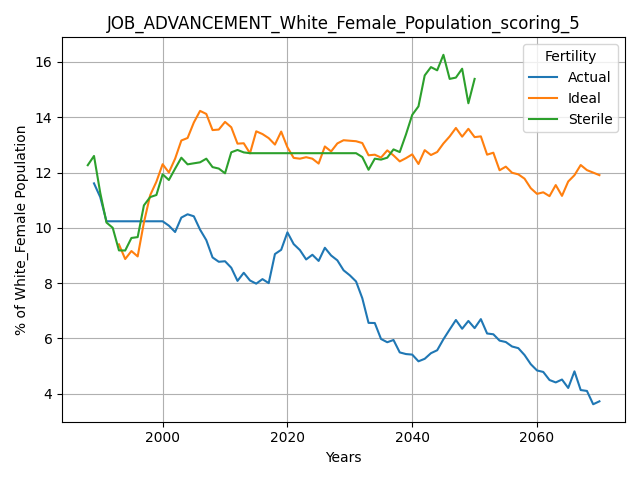 JOB_ADVANCEMENT_White_Female_Population_scoring_5
% of White_Female Population
16
14
12
10
8
6
4
2000
2020
2040
2060
Years
Fertility
Actual
Ideal
Sterile